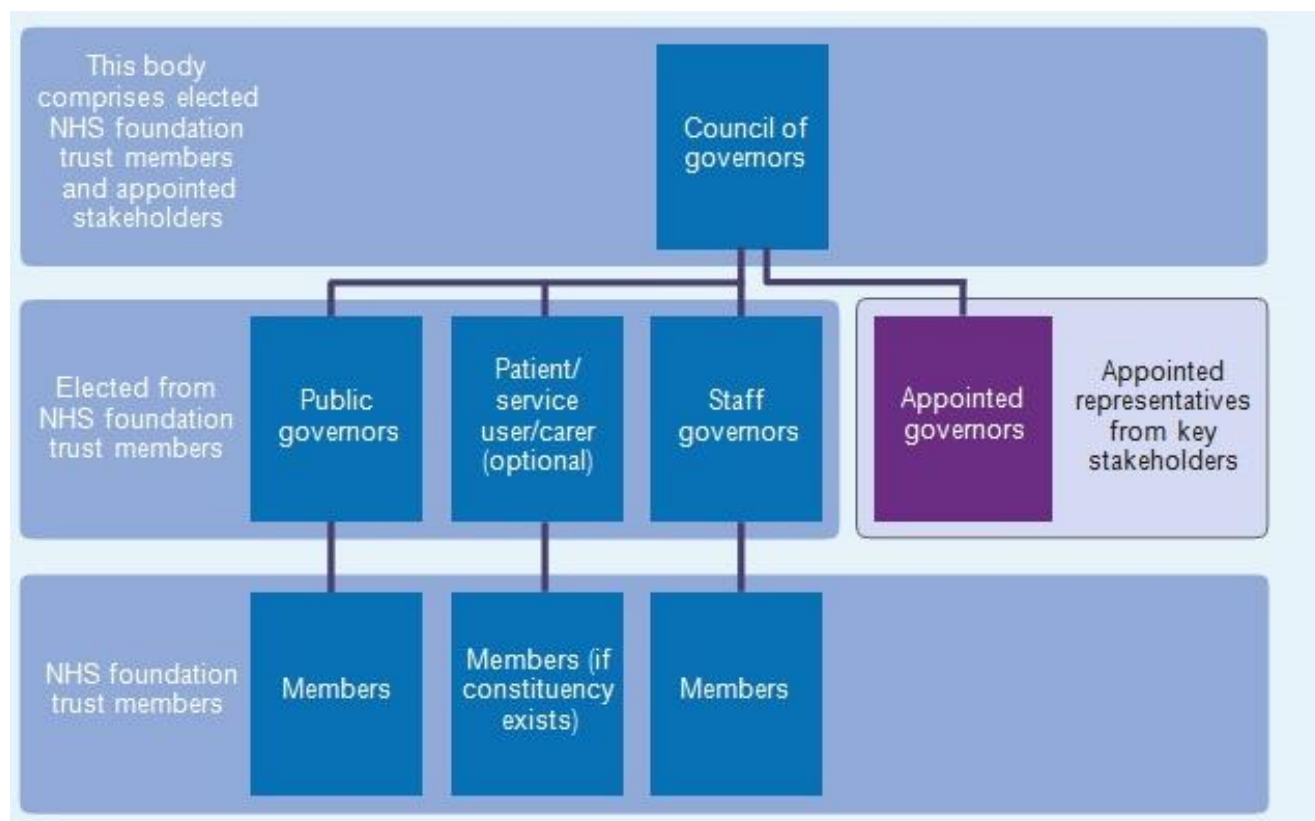 This body
comprises elected
NHS foundation
trust members
and appointed
stakeholders
Council of
governors
Elected from
NHS foundation
trust members
Public
governors
Patient/
service
user/carer
(optional)
Staff
governors
Appointed
governors
Appointed
representatives
from key
stakeholders
NHS foundation
trust members
Members
Members (if
constituency
exists)
Members